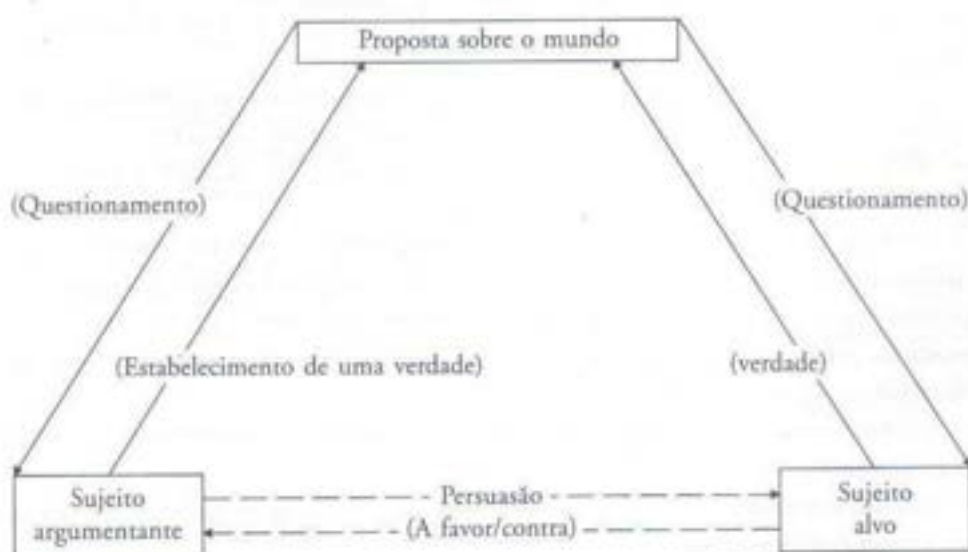 Proposta sobre o mundo
(Questionamento)
(Questionamento)
(Estabelecimento de uma verdade)
(verdade)
Sujeito
argumentante
Persuasão
(A favor/contra)
Sujeito
alvo